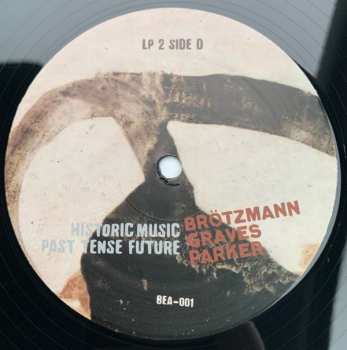 LP 2 SIDE D
HISTORIC MUSIC
PAST TENSE FUTURE
BRÖTZMANN
GRAVES
PARKER
BEA-001